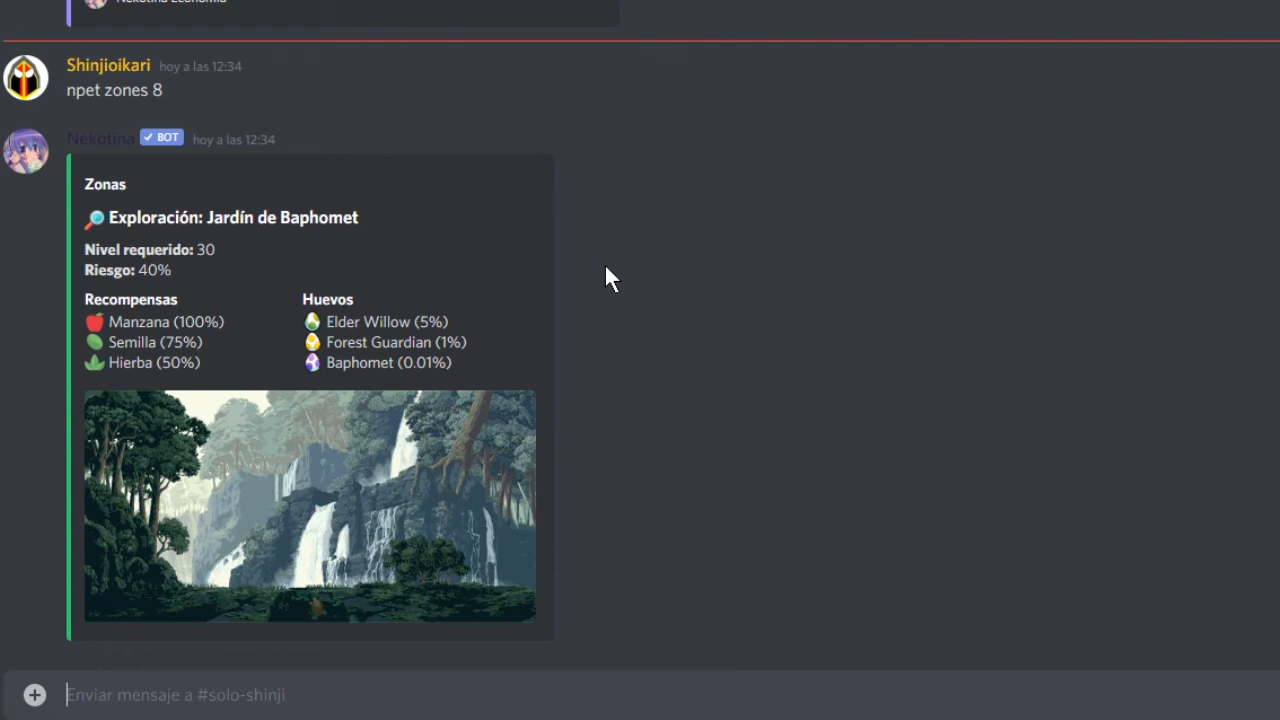 Nekotina Economía
Shinjioikari hoy a las 12:34
npet zones 8
Nekotina BOT hoy a las 12:34
Zonas
Exploración: Jardín de Baphomet
Nivel requerido: 30
Riesgo: 40%
Recompensas
Manzana (100%)
Semilla (75%)
Hierba (50%)
Huevos
Elder Willow (5%)
Forest Guardian (1%)
Baphomet (0.01%)
Enviar mensaje a #solo-shinji